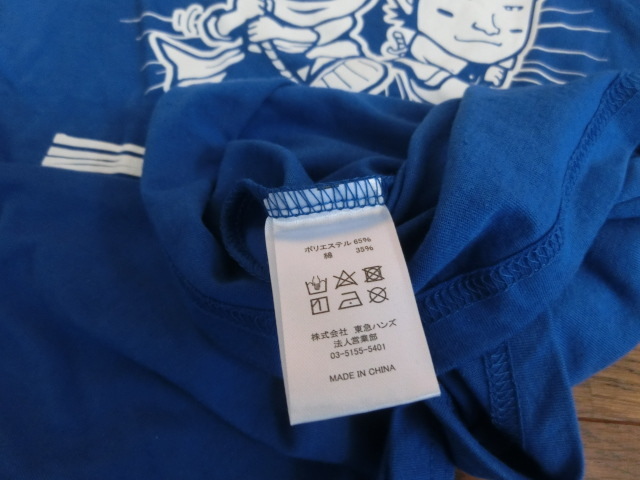 ポリエステル 65%
綿 35%
株式会社 東急ハンズ
法人営業部
03-5155-5401
MADE IN CHINA